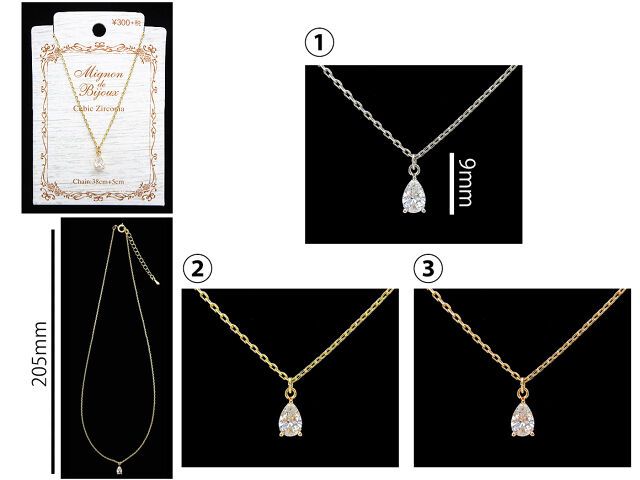 ¥300+税
Mignon
de
Bijoux
Cubic Zirconia
Chain:38cm+5cm
①
9mm
205mm
②
③